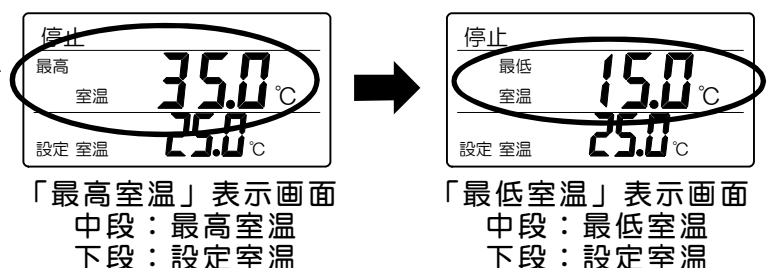 停止
最高
室温 35.0 ℃
設定 室温 25.0 ℃
「最高室温」表示画面
中段：最高室温
下段：設定室温
停止
最低
室温 15.0 ℃
設定 室温 25.0 ℃
「最低室温」表示画面
中段：最低室温
下段：設定室温